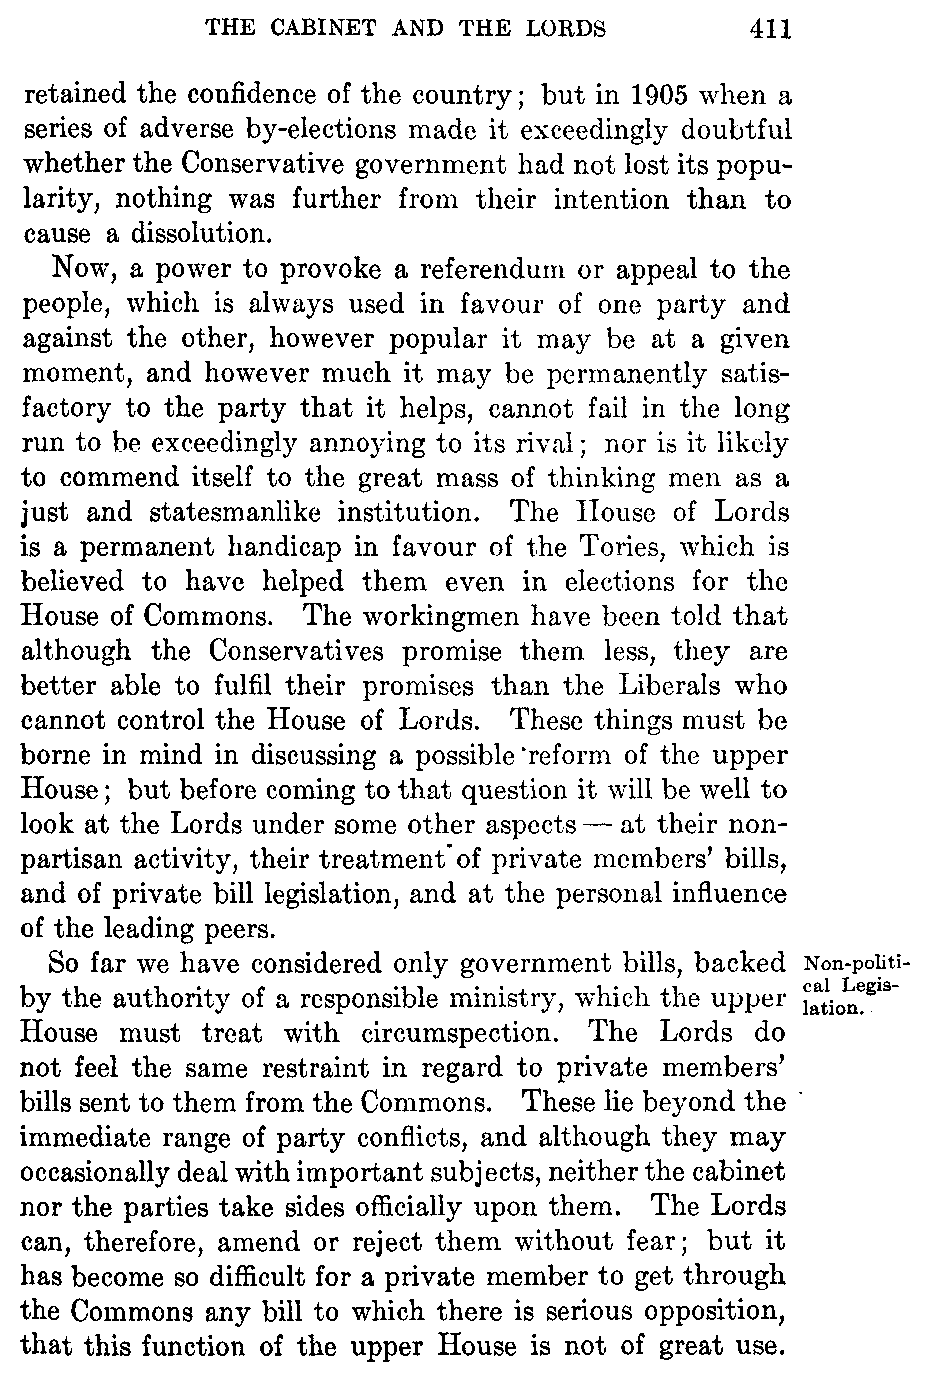 THE CABINET AND THE LORDS 411
retained the confidence of the country; but in 1905 when a
series of adverse by-elections made it exceedingly doubtful
whether the Conservative government had not lost its popu-
larity, nothing was further from their intention than to
cause a dissolution.
Now, a power to provoke a referendum or appeal to the
people, which is always used in favour of one party and
against the other, however popular it may be at a given
moment, and however much it may be permanently satis-
factory to the party that it helps, cannot fail in the long
run to be exceedingly annoying to its rival; nor is it likely
to commend itself to the great mass of thinking men as a
just and statesmanlike institution. The House of Lords
is a permanent handicap in favour of the Tories, which is
believed to have helped them even in elections for the
House of Commons. The workingmen have been told that
although the Conservatives promise them less, they are
better able to fulfil their promises than the Liberals who
cannot control the House of Lords. These things must be
borne in mind in discussing a possible reform of the upper
House; but before coming to that question it will be well to
look at the Lords under some other aspects — at their non-
partisan activity, their treatment of private members' bills,
and of private bill legislation, and at the personal influence
of the leading peers.
So far we have considered only government bills, backed
by the authority of a responsible ministry, which the upper
House must treat with circumspection. The Lords do
not feel the same restraint in regard to private members'
bills sent to them from the Commons. These lie beyond the
immediate range of party conflicts, and although they may
occasionally deal with important subjects, neither the cabinet
nor the parties take sides officially upon them. The Lords
can, therefore, amend or reject them without fear; but it
has become so difficult for a private member to get through
the Commons any bill to which there is serious opposition,
that this function of the upper House is not of great use.
Non-politi-
cal Legis-
lation.